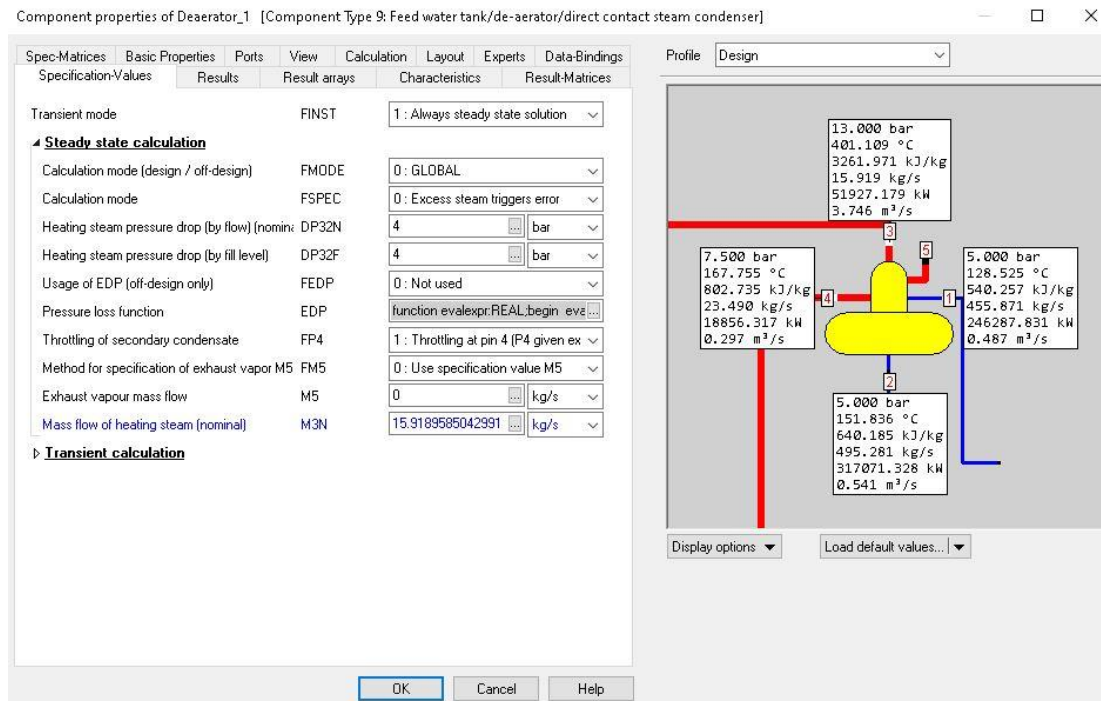 Component properties of Deaerator_1 [Component Type 9: Feed water tank/de-aerator/direct contact steam condenser]
Spec-Matrices Basic Properties Ports View Calculation Layout Experts Data-Bindings
Specification-Values Results Result arrays Characteristics Result-Matrices
Profile Design
Transient mode FINST 1 : Always steady state solution
Steady state calculation
Calculation mode (design / off-design) FMODE 0 : GLOBAL
Calculation mode FSPEC 0 : Excess steam triggers error
Heating steam pressure drop (by flow) (nomina DP32N 4 ... bar
Heating steam pressure drop (by fill level) DP32F 4 ... bar
Usage of EDP (off-design only) FEDP 0 : Not used
Pressure loss function EDP function evalexpr:REAL;begin eva ...
Throttling of secondary condensate FP4 1 : Throttling at pin 4 (P4 given ex
Method for specification of exhaust vapor M5 FM5 0 : Use specification value M5
Exhaust vapour mass flow M5 0 ... kg/s
Mass flow of heating steam (nominal) M3N 15.9189585042991 ... kg/s
Transient calculation
13.000 bar
401.109 °C
3261.971 kJ/kg
15.919 kg/s
51927.179 kW
3.746 m³/s
3
5
7.500 bar
167.755 °C
802.735 kJ/kg
23.490 kg/s
18856.317 kW
0.297 m³/s
4
1
5.000 bar
128.525 °C
540.257 kJ/kg
455.871 kg/s
246287.831 kW
0.487 m³/s
2
5.000 bar
151.836 °C
640.185 kJ/kg
495.281 kg/s
317071.328 kW
0.541 m³/s
Display options Load default values...
OK Cancel Help